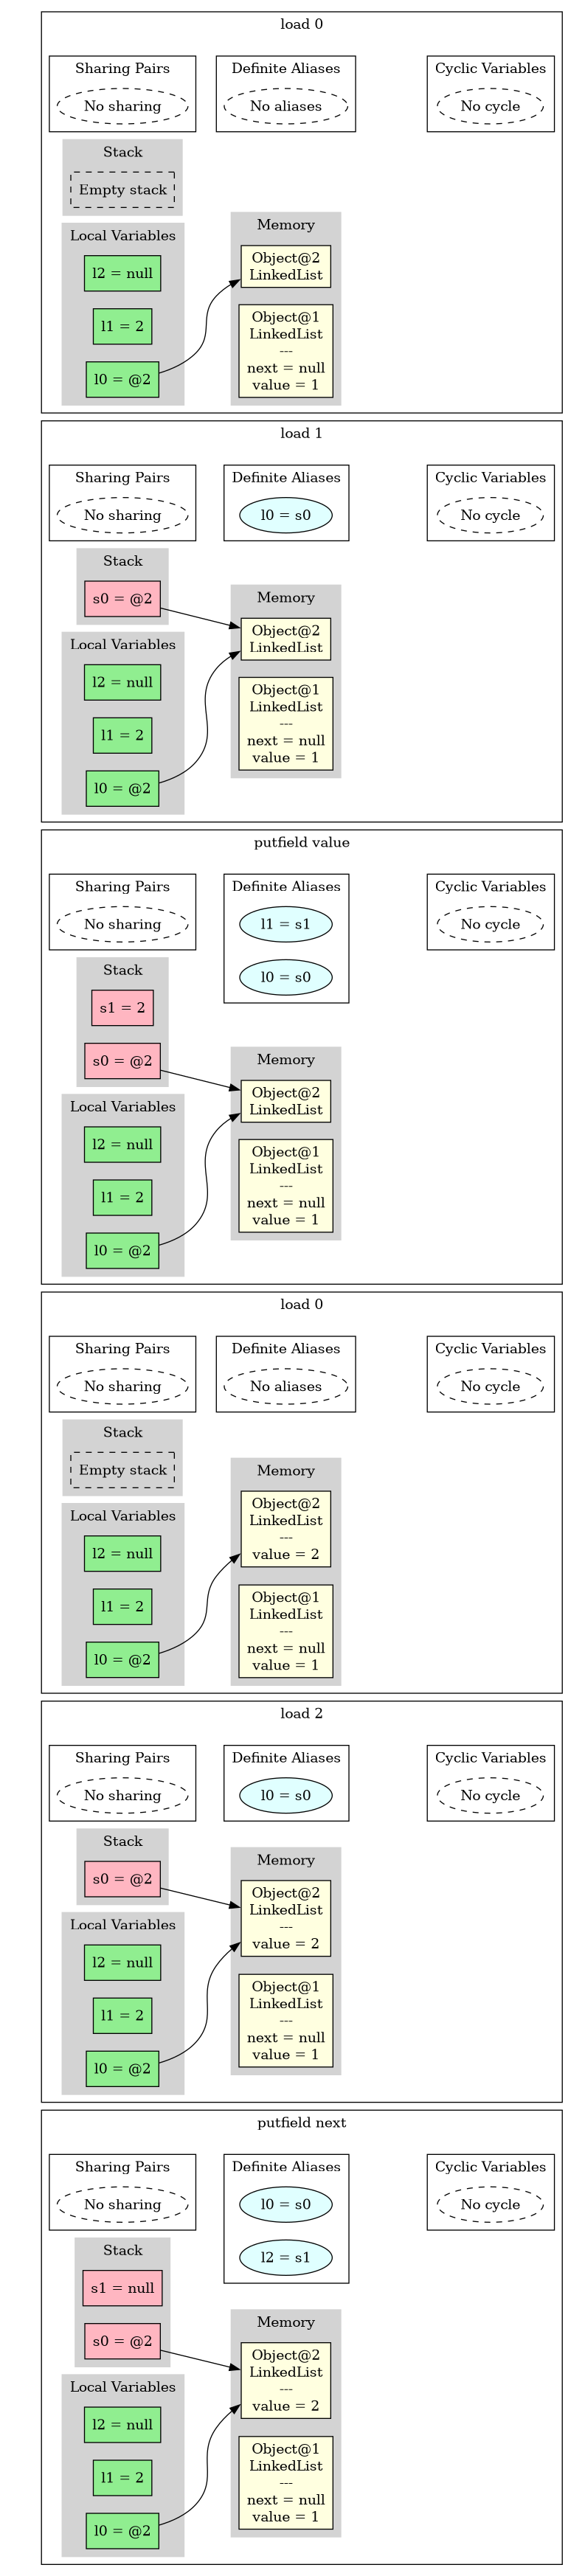 load 0
Sharing Pairs
No sharing
Definite Aliases
No aliases
Cyclic Variables
No cycle
Stack
Empty stack
Local Variables
l2 = null
l1 = 2
l0 = @2
Memory
Object@2
LinkedList
Object@1
LinkedList
---
next = null
value = 1
load 1
Sharing Pairs
No sharing
Definite Aliases
l0 = s0
Cyclic Variables
No cycle
Stack
s0 = @2
Local Variables
l2 = null
l1 = 2
l0 = @2
Memory
Object@2
LinkedList
Object@1
LinkedList
---
next = null
value = 1
putfield value
Sharing Pairs
No sharing
Definite Aliases
l1 = s1
l0 = s0
Cyclic Variables
No cycle
Stack
s1 = 2
s0 = @2
Local Variables
l2 = null
l1 = 2
l0 = @2
Memory
Object@2
LinkedList
Object@1
LinkedList
---
next = null
value = 1
load 0
Sharing Pairs
No sharing
Definite Aliases
No aliases
Cyclic Variables
No cycle
Stack
Empty stack
Local Variables
l2 = null
l1 = 2
l0 = @2
Memory
Object@2
LinkedList
---
value = 2
Object@1
LinkedList
---
next = null
value = 1
load 2
Sharing Pairs
No sharing
Definite Aliases
l0 = s0
Cyclic Variables
No cycle
Stack
s0 = @2
Local Variables
l2 = null
l1 = 2
l0 = @2
Memory
Object@2
LinkedList
---
value = 2
Object@1
LinkedList
---
next = null
value = 1
putfield next
Sharing Pairs
No sharing
Definite Aliases
l0 = s0
l2 = s1
Cyclic Variables
No cycle
Stack
s1 = null
s0 = @2
Local Variables
l2 = null
l1 = 2
l0 = @2
Memory
Object@2
LinkedList
---
value = 2
Object@1
LinkedList
---
next = null
value = 1